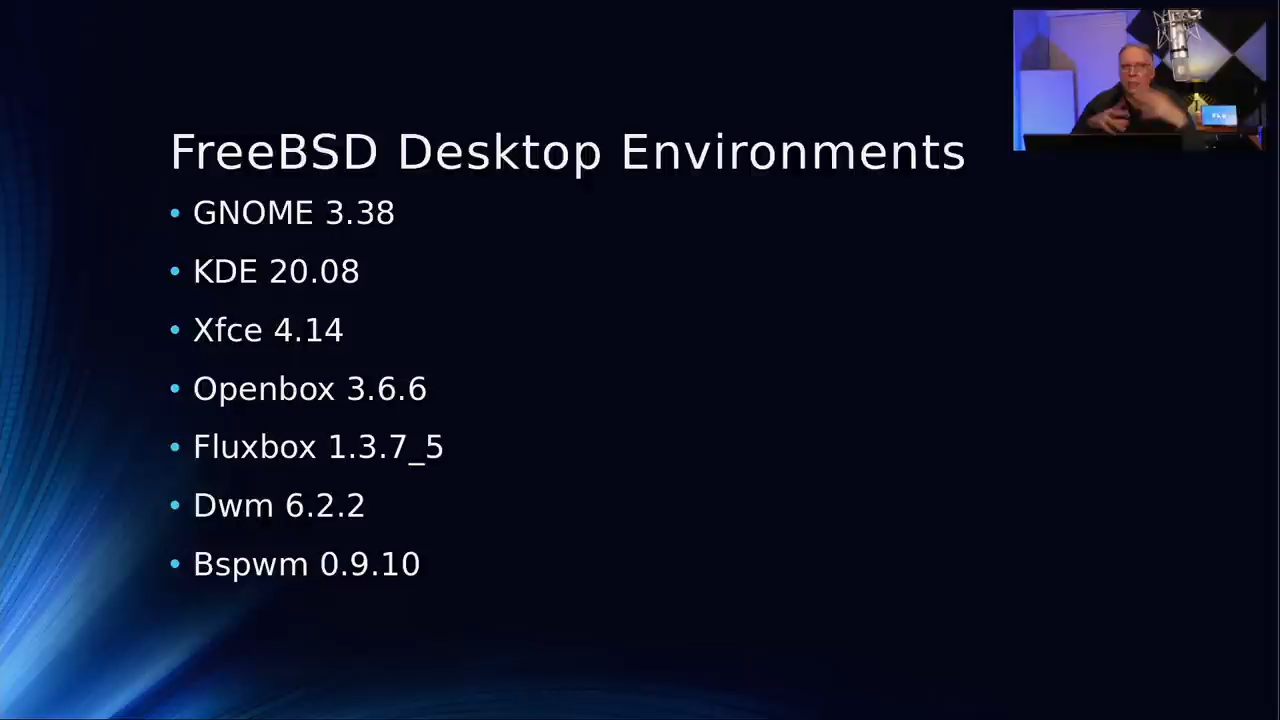 FreeBSD Desktop Environments
• GNOME 3.38
• KDE 20.08
• Xfce 4.14
• Openbox 3.6.6
• Fluxbox 1.3.7_5
• Dwm 6.2.2
• Bspwm 0.9.10